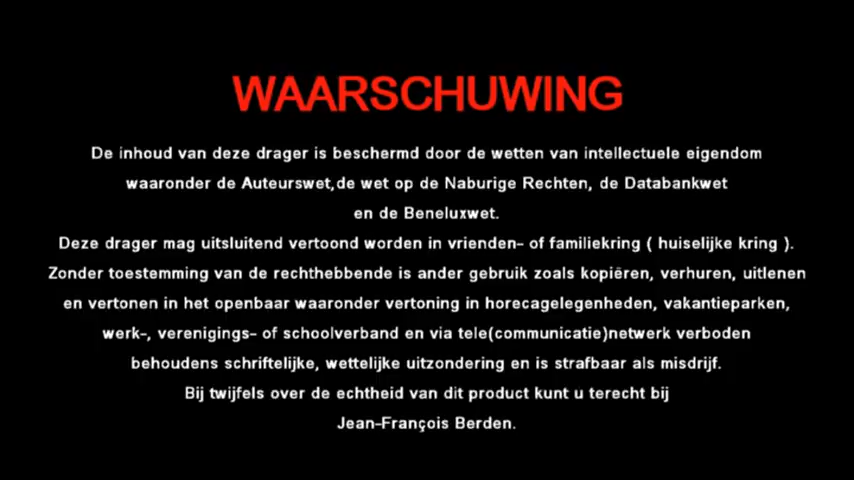 WAARSCHUWING
De inhoud van deze drager is beschermd door de wetten van intellectuele eigendom
waaronder de Auteurswet,de wet op de Naburige Rechten, de Databankwet
en de Beneluxwet.
Deze drager mag uitsluitend vertoond worden in vrienden- of familiekring ( huiselijke kring ).
Zonder toestemming van de rechthebbende is ander gebruik zoals kopiëren, verhuren, uitlenen
en vertonen in het openbaar waaronder vertoning in horecagelegenheden, vakantieparken,
werk-, verenigings- of schoolverband en via tele(communicatie)netwerk verboden
behoudens schriftelijke, wettelijke uitzondering en is strafbaar als misdrijf.
Bij twijfels over de echtheid van dit product kunt u terecht bij
Jean-François Berden.